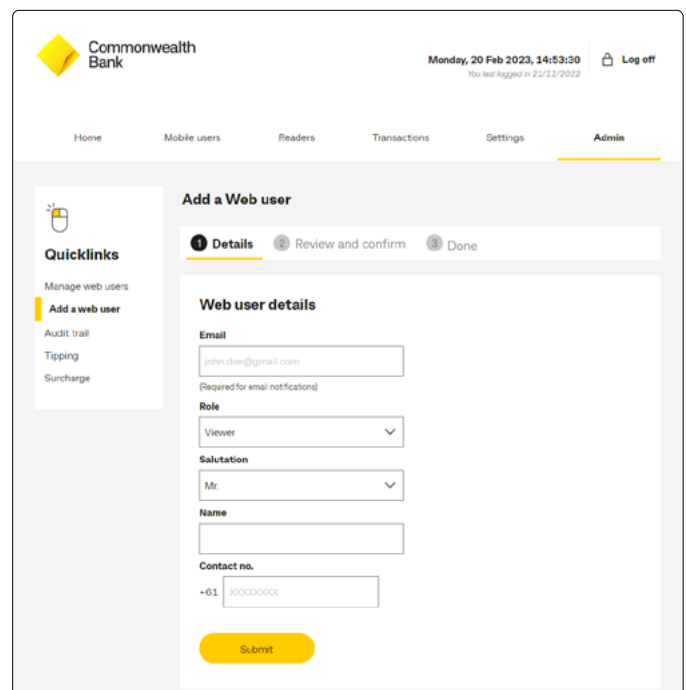 Commonwealth
Bank
Monday, 20 Feb 2023, 14:53:30
You last logged in 21/11/2022
Log off
Home
Mobile users
Readers
Transactions
Settings
Admin
Quicklinks
Manage web users
Add a web user
Audit trail
Tipping
Surcharge
Add a Web user
1 Details
2 Review and confirm
3 Done
Web user details
Email
john.doe@gmail.com
(Required for email notifications)
Role
Viewer
Salutation
Mr.
Name
Contact no.
+61 XXXXXXXX
Submit